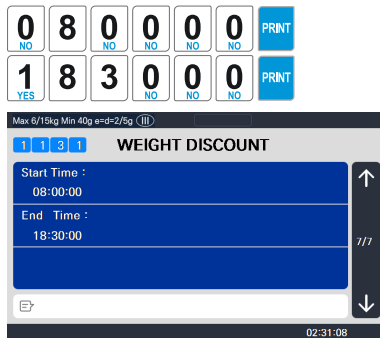 0 NO 8 0 NO 0 NO 0 NO 0 NO PRINT
1 YES 8 3 0 NO 0 NO 0 NO PRINT
Max 6/15kg Min 40g e=d=2/5g (III)
1 1 3 1 WEIGHT DISCOUNT
Start Time :
08:00:00
End Time :
18:30:00
7/7
02:31:08